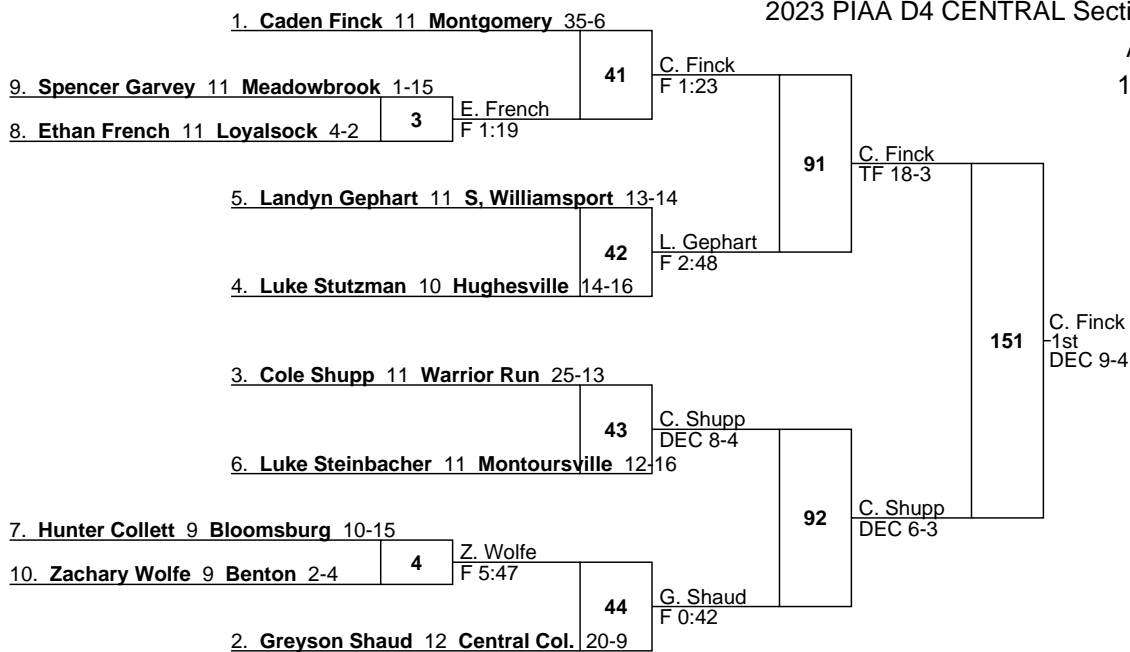 2023 PIAA D4 CENTRAL Secti
1. Caden Finck 11 Montgomery 35-6
41
C. Finck
F 1:23
9. Spencer Garvey 11 Meadowbrook 1-15
3
E. French
F 1:19
8. Ethan French 11 Loyalsock 4-2
91
C. Finck
TF 18-3
5. Landyn Gephart 11 S, Williamsport 13-14
42
L. Gephart
F 2:48
4. Luke Stutzman 10 Hughesville 14-16
151
C. Finck
1st
DEC 9-4
3. Cole Shupp 11 Warrior Run 25-13
43
C. Shupp
DEC 8-4
6. Luke Steinbacher 11 Montoursville 12-16
92
C. Shupp
DEC 6-3
7. Hunter Collett 9 Bloomsburg 10-15
4
Z. Wolfe
F 5:47
10. Zachary Wolfe 9 Benton 2-4
44
G. Shaud
F 0:42
2. Greyson Shaud 12 Central Col. 20-9
1